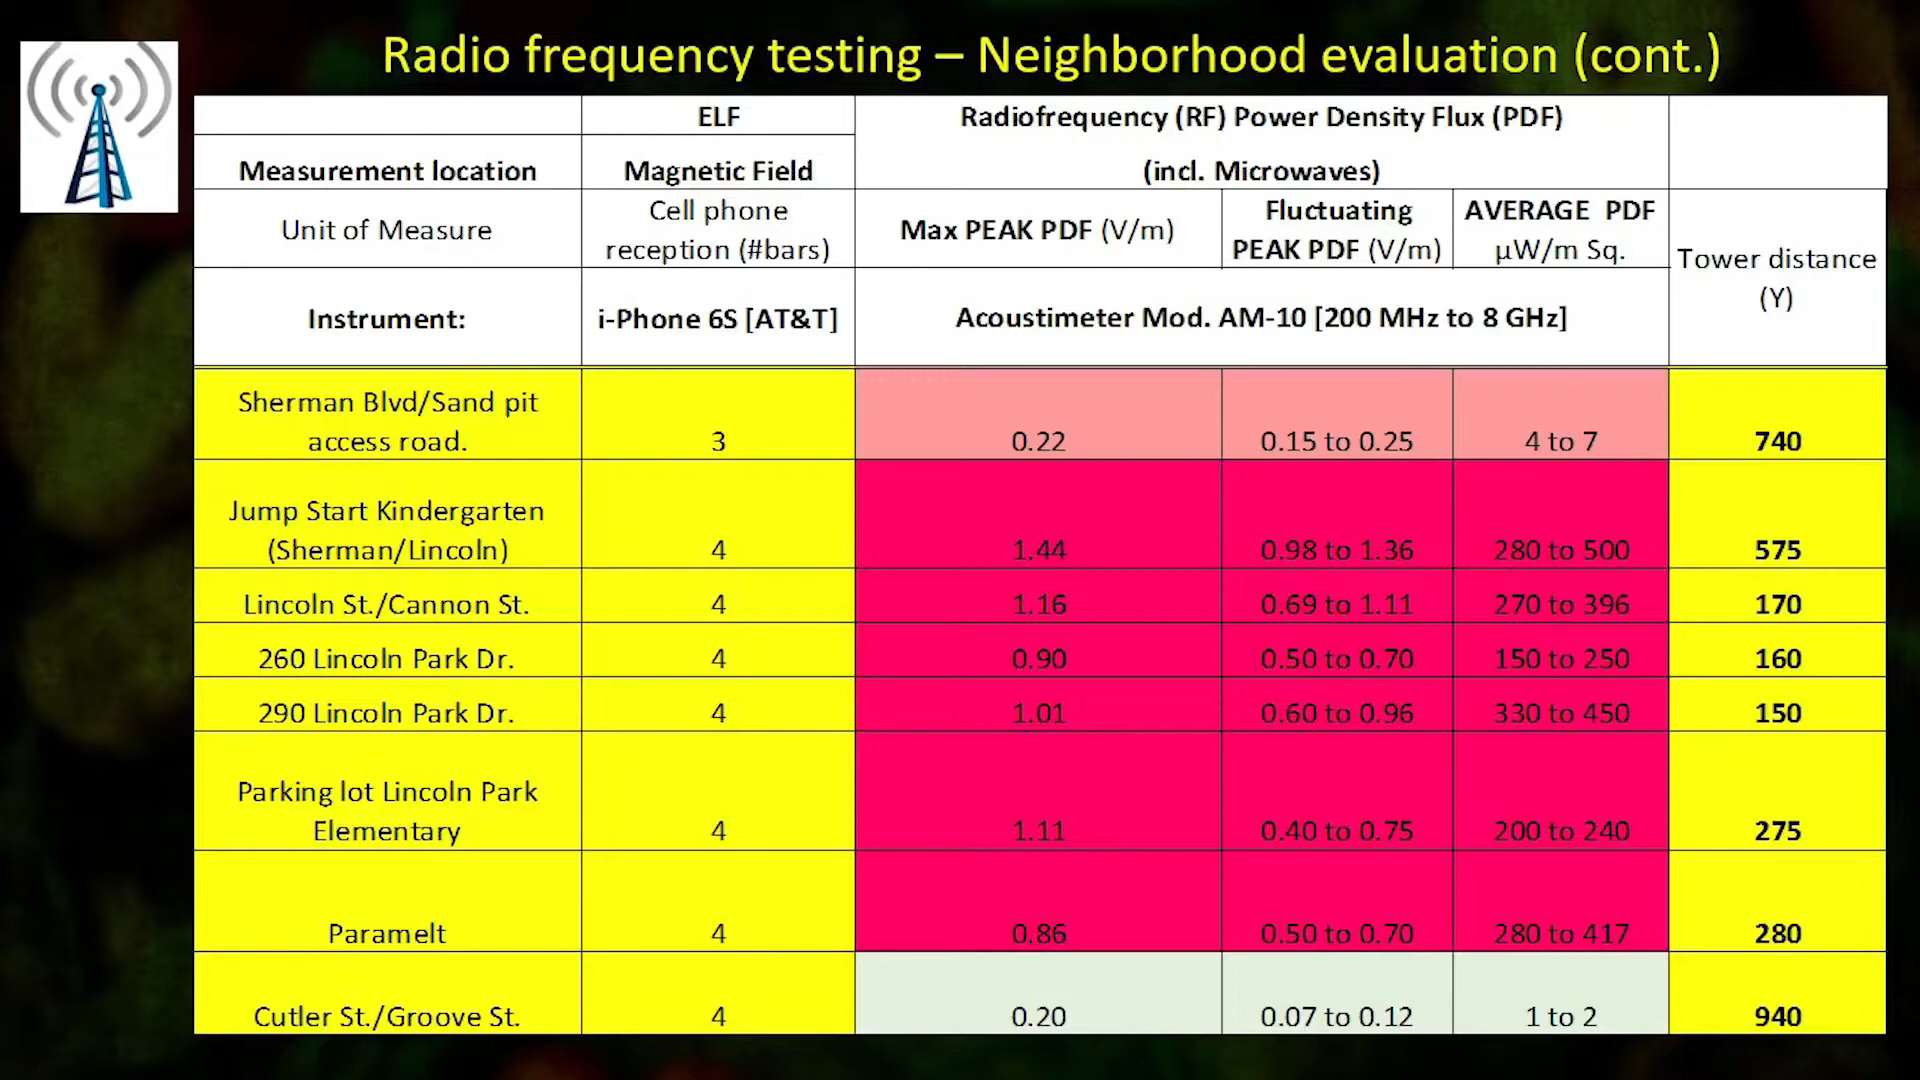 Radio frequency testing – Neighborhood evaluation (cont.)
ELF
Radiofrequency (RF) Power Density Flux (PDF)
Measurement location
Magnetic Field
(incl. Microwaves)
Unit of Measure
Cell phone
reception (#bars)
Max PEAK PDF (V/m)
Fluctuating
PEAK PDF (V/m)
AVERAGE PDF
µW/m Sq.
Tower distance
(Y)
Instrument:
i-Phone 6S [AT&T]
Acoustimeter Mod. AM-10 [200 MHz to 8 GHz]
Sherman Blvd/Sand pit
access road.
3
0.22
0.15 to 0.25
4 to 7
740
Jump Start Kindergarten
(Sherman/Lincoln)
4
1.44
0.98 to 1.36
280 to 500
575
Lincoln St./Cannon St.
4
1.16
0.69 to 1.11
270 to 396
170
260 Lincoln Park Dr.
4
0.90
0.50 to 0.70
150 to 250
160
290 Lincoln Park Dr.
4
1.01
0.60 to 0.96
330 to 450
150
Parking lot Lincoln Park
Elementary
4
1.11
0.40 to 0.75
200 to 240
275
Paramelt
4
0.86
0.50 to 0.70
280 to 417
280
Cutler St./Groove St.
4
0.20
0.07 to 0.12
1 to 2
940